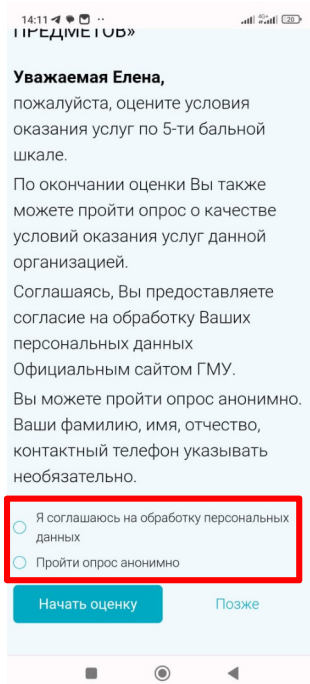 14:11
4G+
20
ПРЕДМЕТОВ»
Уважаемая Елена,
пожалуйста, оцените условия
оказания услуг по 5-ти бальной
шкале.
По окончании оценки Вы также
можете пройти опрос о качестве
условий оказания услуг данной
организацией.
Соглашаясь, Вы предоставляете
согласие на обработку Ваших
персональных данных
Официальным сайтом ГМУ.
Вы можете пройти опрос анонимно.
Ваши фамилию, имя, отчество,
контактный телефон указывать
необязательно.
Я соглашаюсь на обработку персональных
данных
Пройти опрос анонимно
Начать оценку
Позже